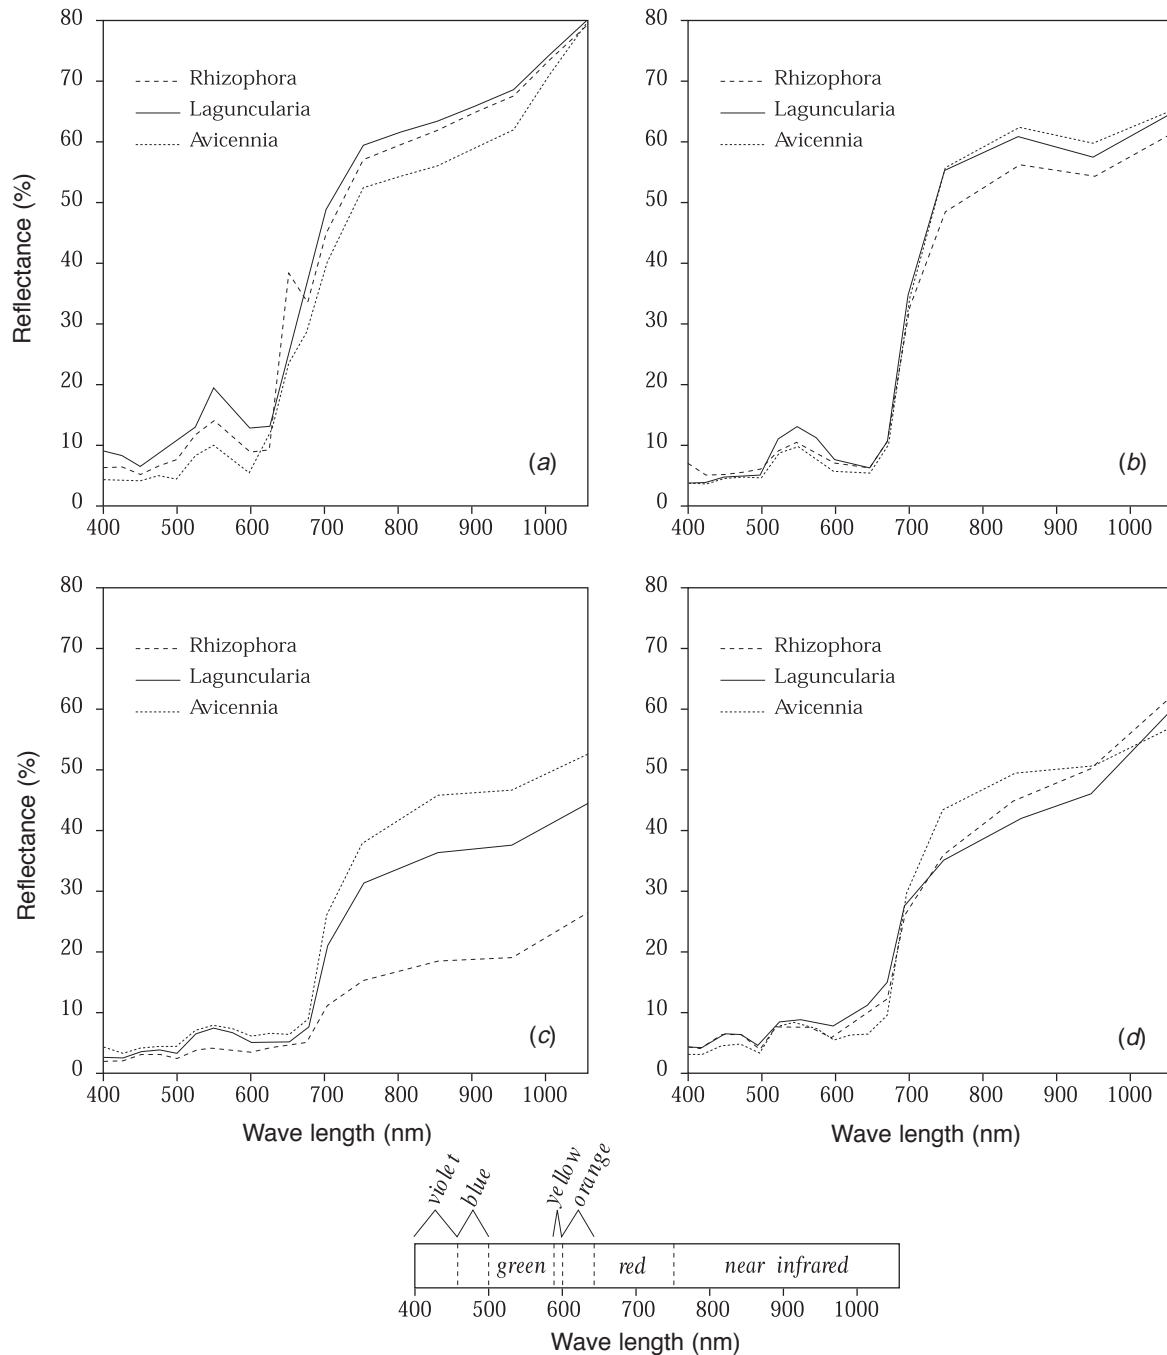 80
70
60
50
40
30
20
10
0
Reflectance (%)
Rhizophora
Laguncularia
Avicennia
(a)
400 500 600 700 800 900 1000
80
70
60
50
40
30
20
10
0
Rhizophora
Laguncularia
Avicennia
(b)
400 500 600 700 800 900 1000
80
70
60
50
40
30
20
10
0
Reflectance (%)
Rhizophora
Laguncularia
Avicennia
(c)
400 500 600 700 800 900 1000
Wave length (nm)
80
70
60
50
40
30
20
10
0
Rhizophora
Laguncularia
Avicennia
(d)
400 500 600 700 800 900 1000
Wave length (nm)
violet blue yellow orange
green red near infrared
400 500 600 700 800 900 1000
Wave length (nm)